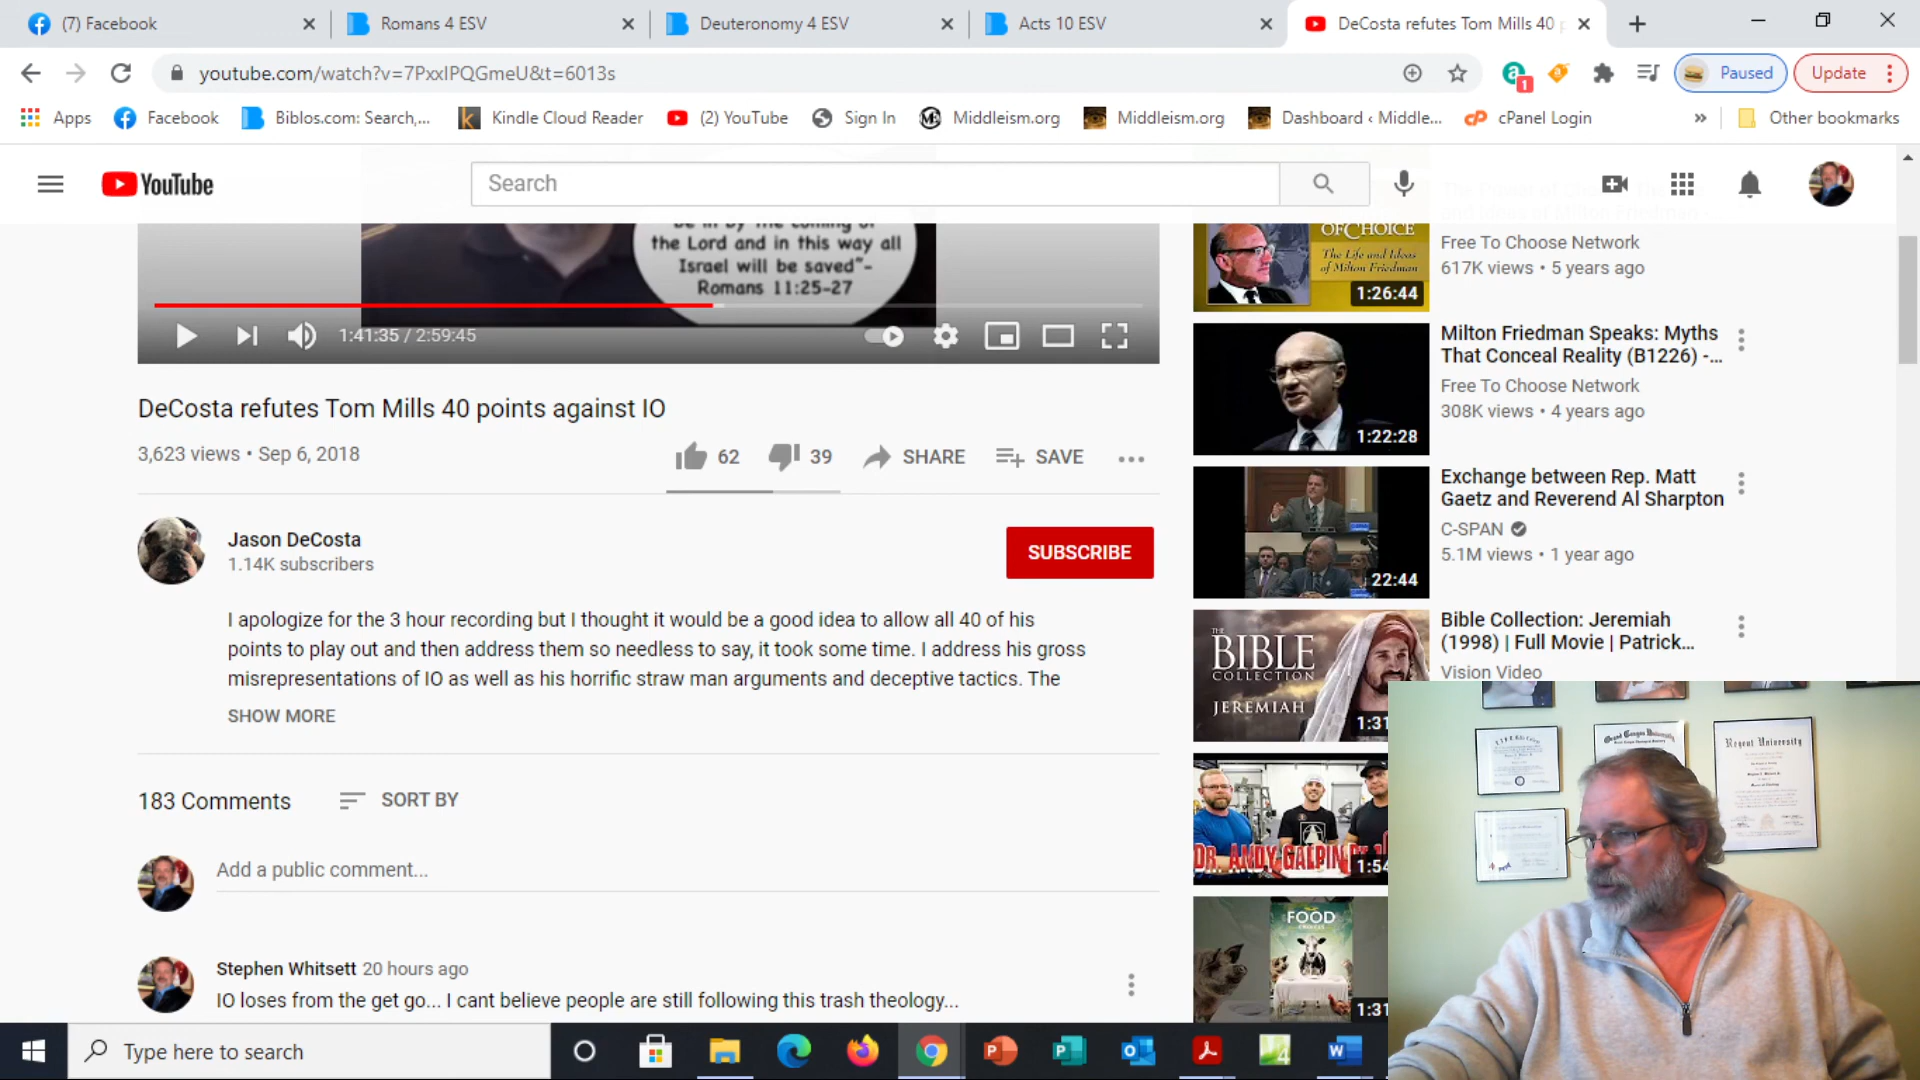 (7) Facebook
Romans 4 ESV
Deuteronomy 4 ESV
Acts 10 ESV
DeCosta refutes Tom Mills 40
youtube.com/watch?v=7PxxIPQGmeU&t=6013s
Paused
Update
Apps
Facebook
Biblos.com: Search,...
Kindle Cloud Reader
(2) YouTube
Sign In
Middleism.org
Middleism.org
Dashboard ‹ Middle...
cPanel Login
Other bookmarks
YouTube
Search
the Lord and in this way all
Israel will be saved"-
Romans 11:25-27
1:41:35 / 2:59:45
OF CHOICE
The Life and Ideas
of Milton Friedman
1:26:44
Free To Choose Network
617K views • 5 years ago
1:22:28
Milton Friedman Speaks: Myths
That Conceal Reality (B1226) -...
Free To Choose Network
308K views • 4 years ago
DeCosta refutes Tom Mills 40 points against IO
3,623 views • Sep 6, 2018
62
39
SHARE
SAVE
22:44
Exchange between Rep. Matt
Gaetz and Reverend Al Sharpton
C-SPAN
5.1M views • 1 year ago
Jason DeCosta
1.14K subscribers
SUBSCRIBE
I apologize for the 3 hour recording but I thought it would be a good idea to allow all 40 of his
points to play out and then address them so needless to say, it took some time. I address his gross
misrepresentations of IO as well as his horrific straw man arguments and deceptive tactics. The
SHOW MORE
THE
BIBLE
COLLECTION
JEREMIAH
1:31
Bible Collection: Jeremiah
(1998) | Full Movie | Patrick...
Vision Video
183 Comments
SORT BY
Add a public comment...
DR. ANDY GALPIN
1:54
FOOD
1:31
Stephen Whitsett 20 hours ago
IO loses from the get go... I cant believe people are still following this trash theology...
Grand Canyon University
Regent University
Type here to search